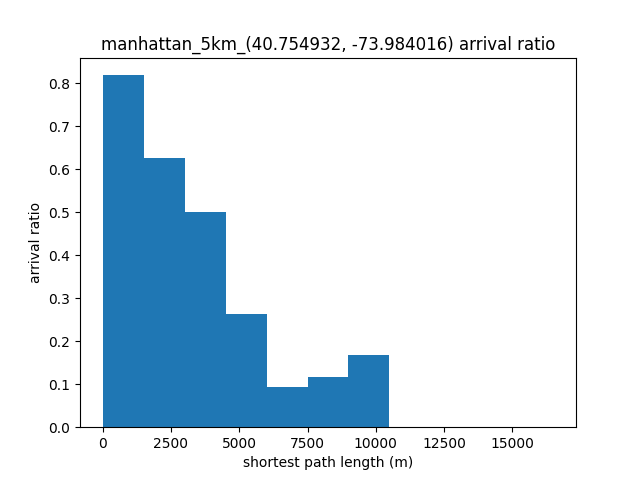 manhattan_5km_(40.754932, -73.984016) arrival ratio
0.8
0.7
0.6
0.5
0.4
0.3
0.2
0.1
0.0
arrival ratio
0 2500 5000 7500 10000 12500 15000
shortest path length (m)